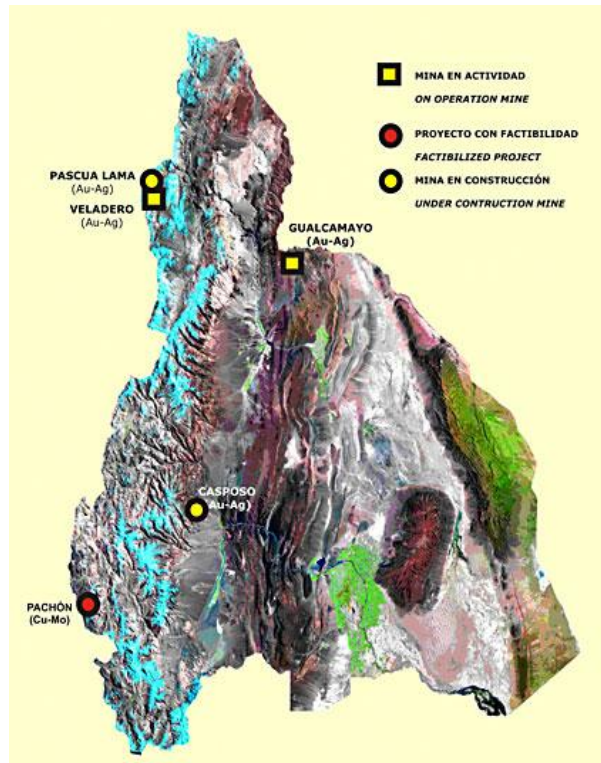 MINA EN ACTIVIDAD
ON OPERATION MINE
PROYECTO CON FACTIBILIDAD
FACTIBILIZED PROJECT
MINA EN CONSTRUCCIÓN
UNDER CONTRUCTION MINE
PASCUA LAMA
(Au-Ag)
VELADERO
(Au-Ag)
GUALCAMAYO
(Au-Ag)
CASPOSO
(Au-Ag)
PACHÓN
(Cu-Mo)